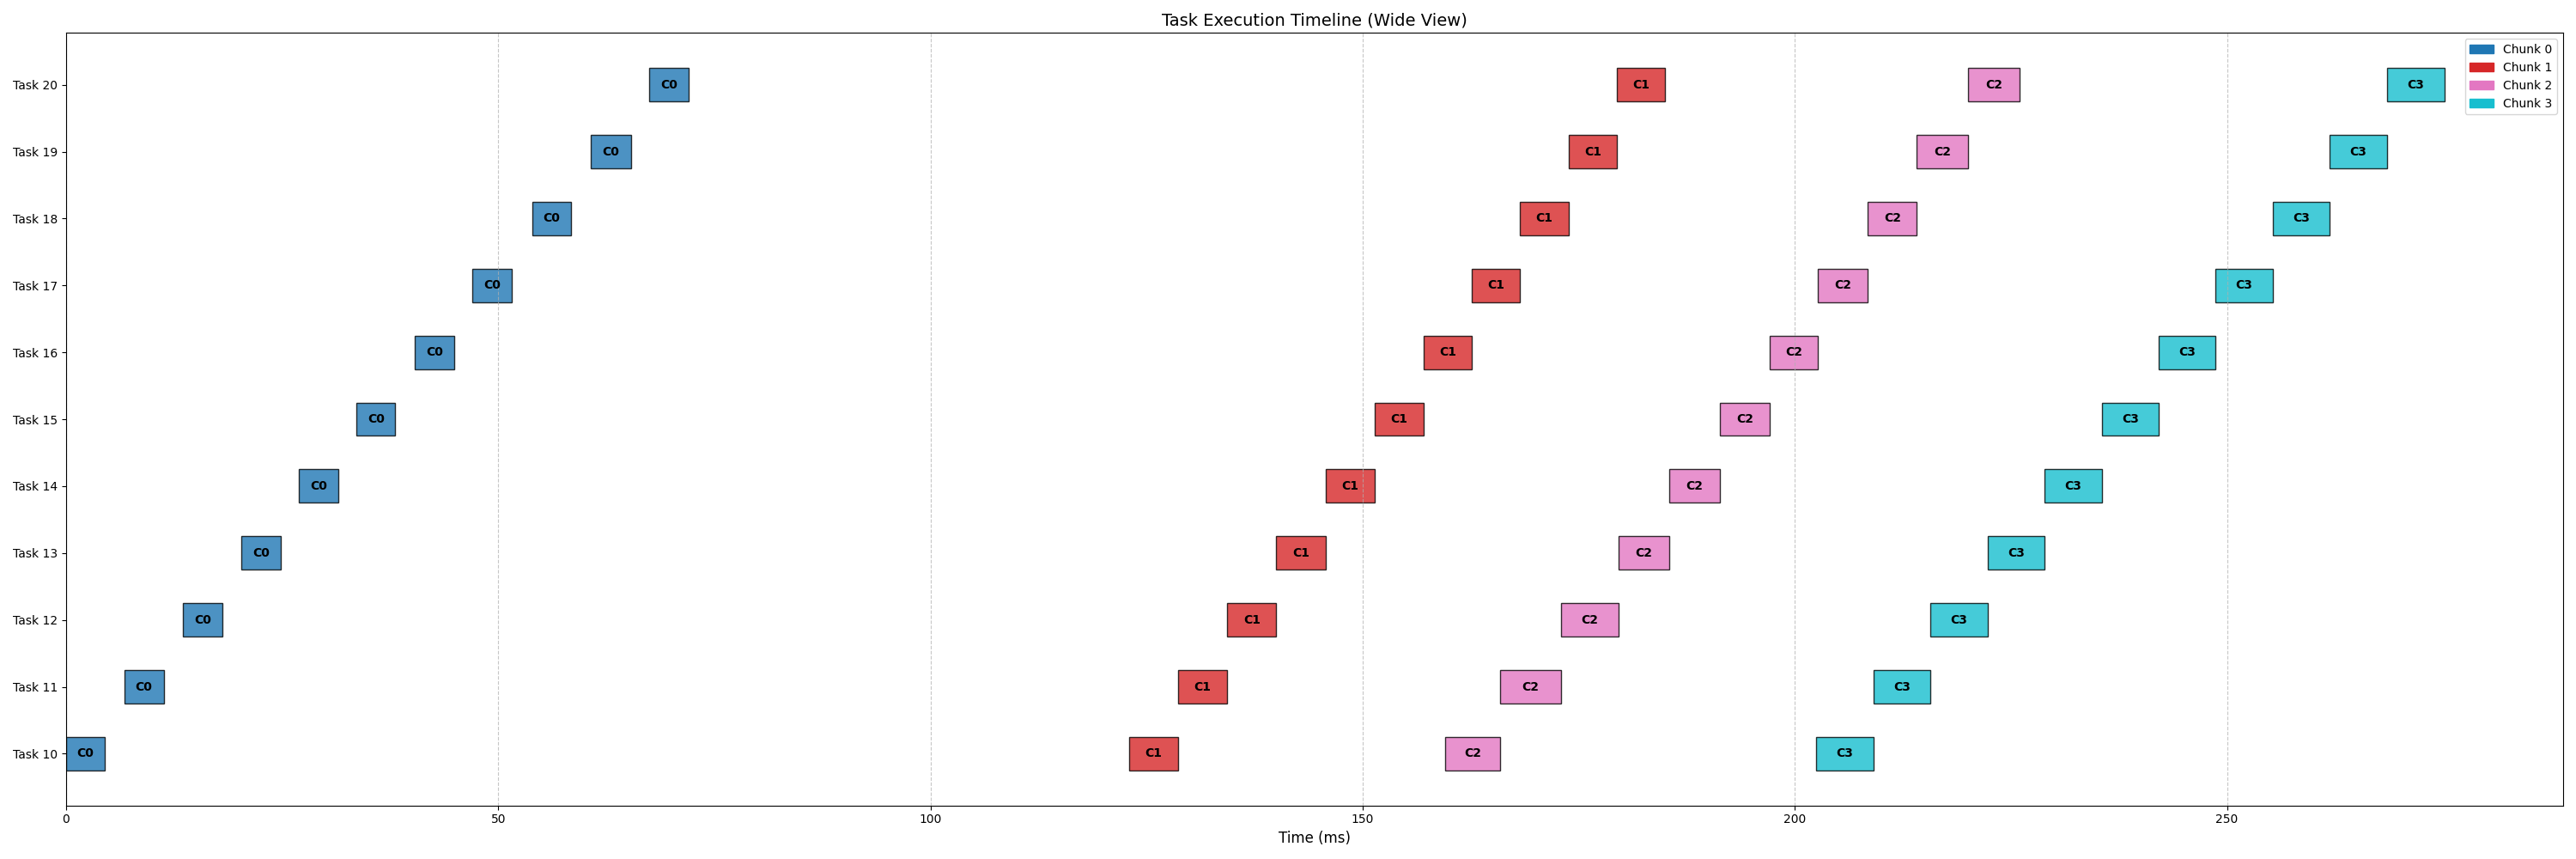 Task Execution Timeline (Wide View)
Chunk 0
Chunk 1
Chunk 2
Chunk 3
Task 20 C0 C1 C2 C3
Task 19 C0 C1 C2 C3
Task 18 C0 C1 C2 C3
Task 17 C0 C1 C2 C3
Task 16 C0 C1 C2 C3
Task 15 C0 C1 C2 C3
Task 14 C0 C1 C2 C3
Task 13 C0 C1 C2 C3
Task 12 C0 C1 C2 C3
Task 11 C0 C1 C2 C3
Task 10 C0 C1 C2 C3
0 50 100 150 200 250
Time (ms)